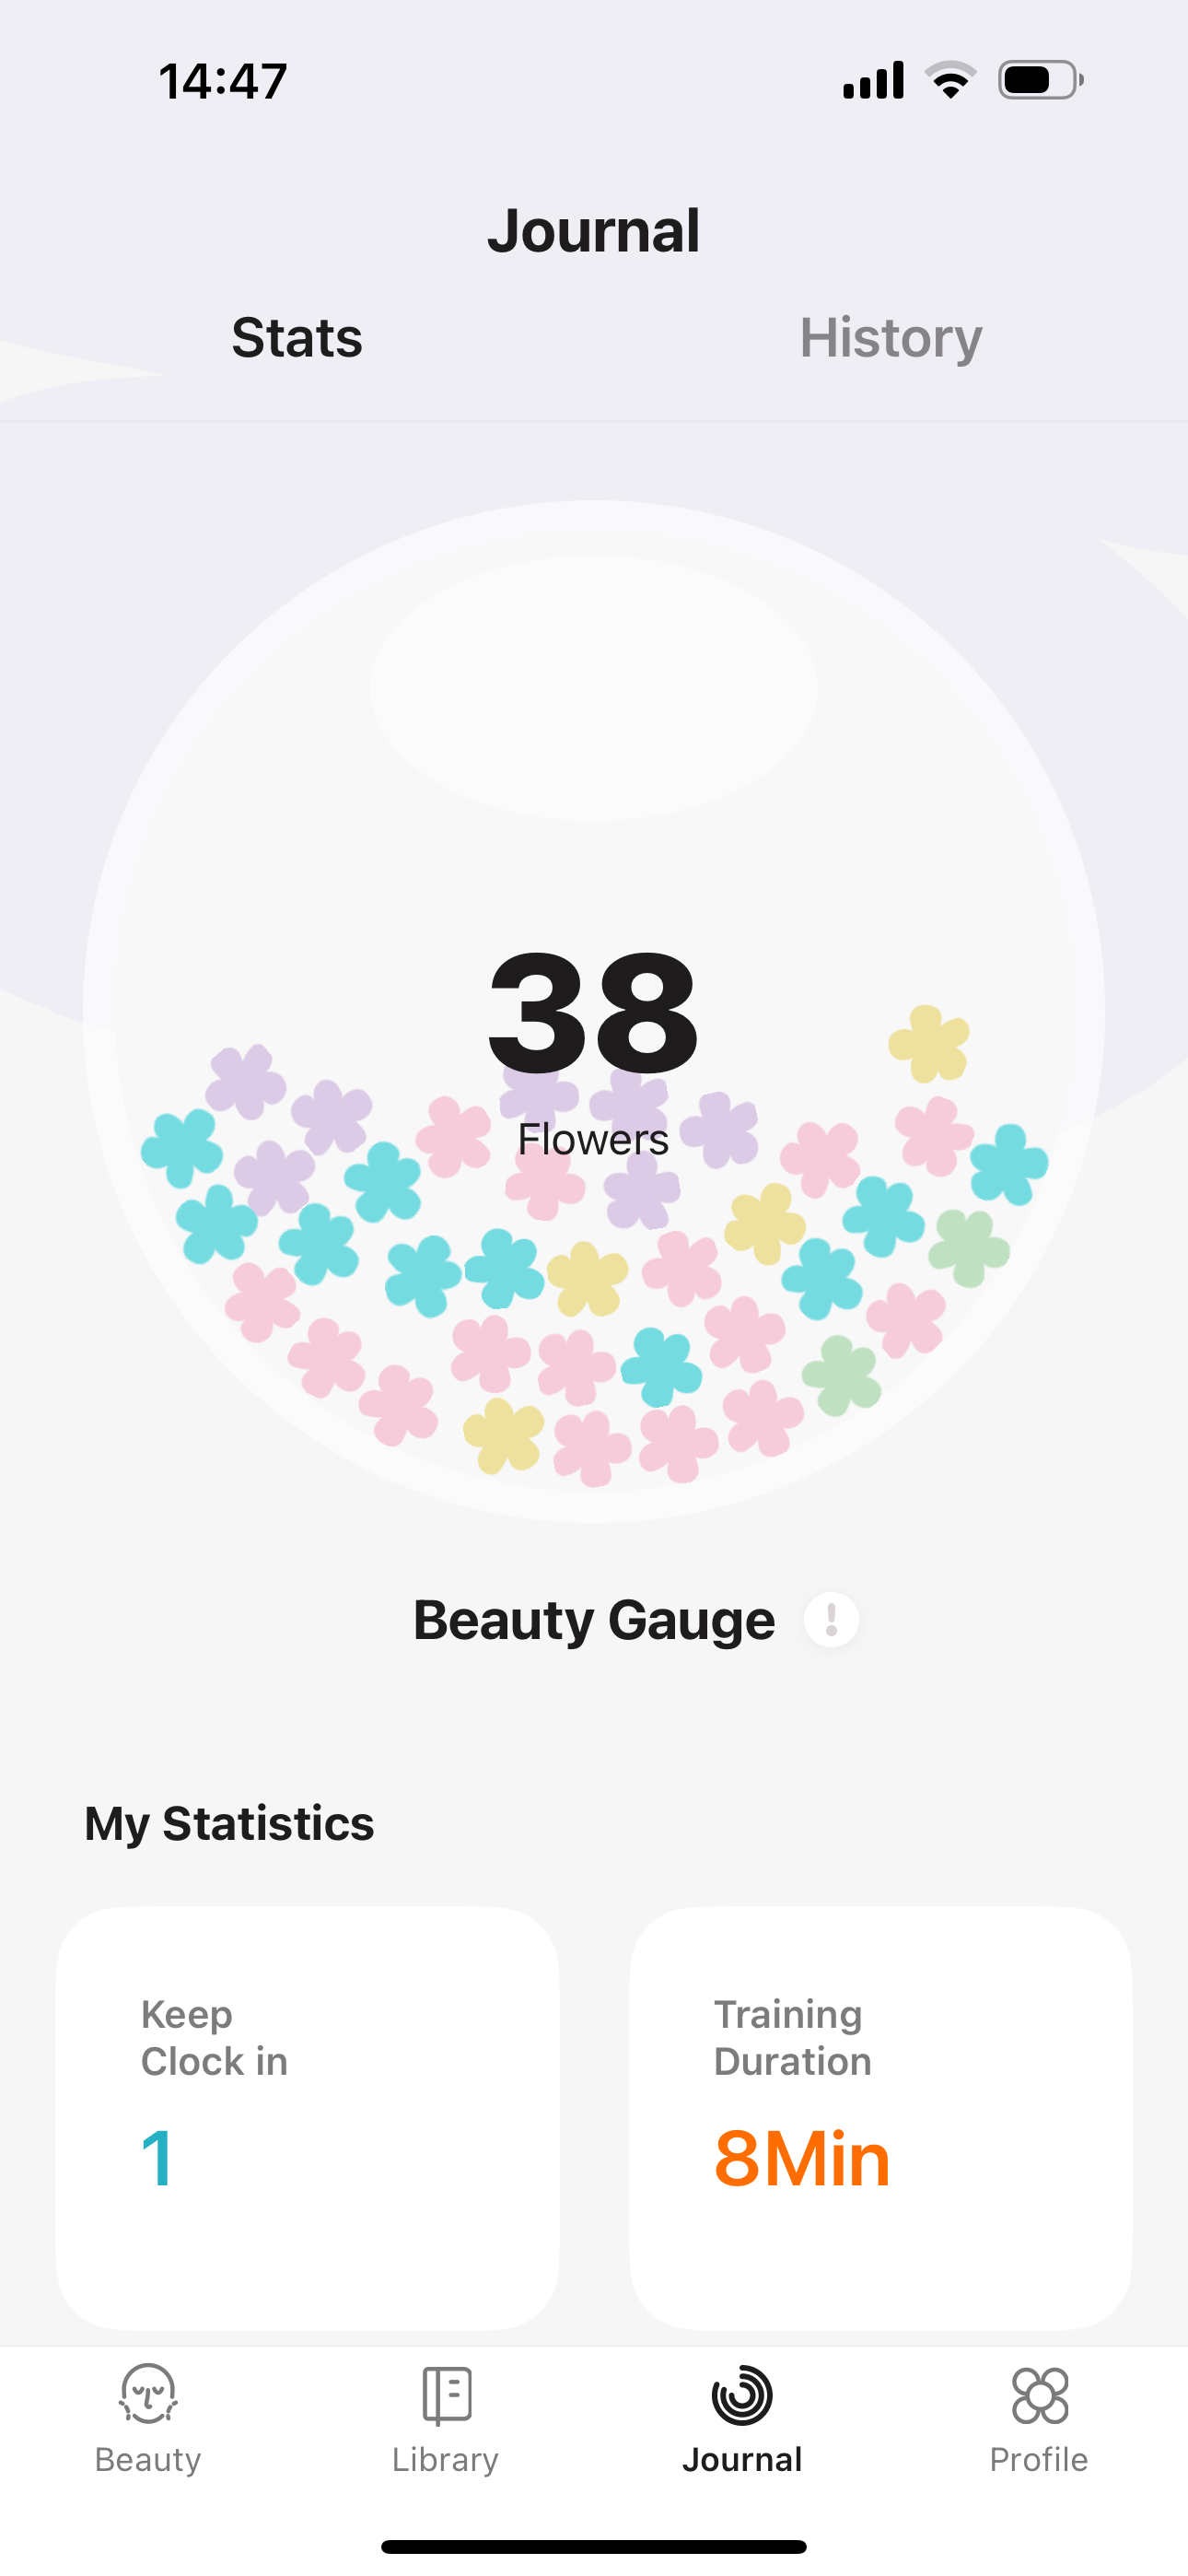 14:47
Journal
Stats
History
38
Flowers
Beauty Gauge
My Statistics
Keep
Clock in
1
Training
Duration
8Min
Beauty
Library
Journal
Profile